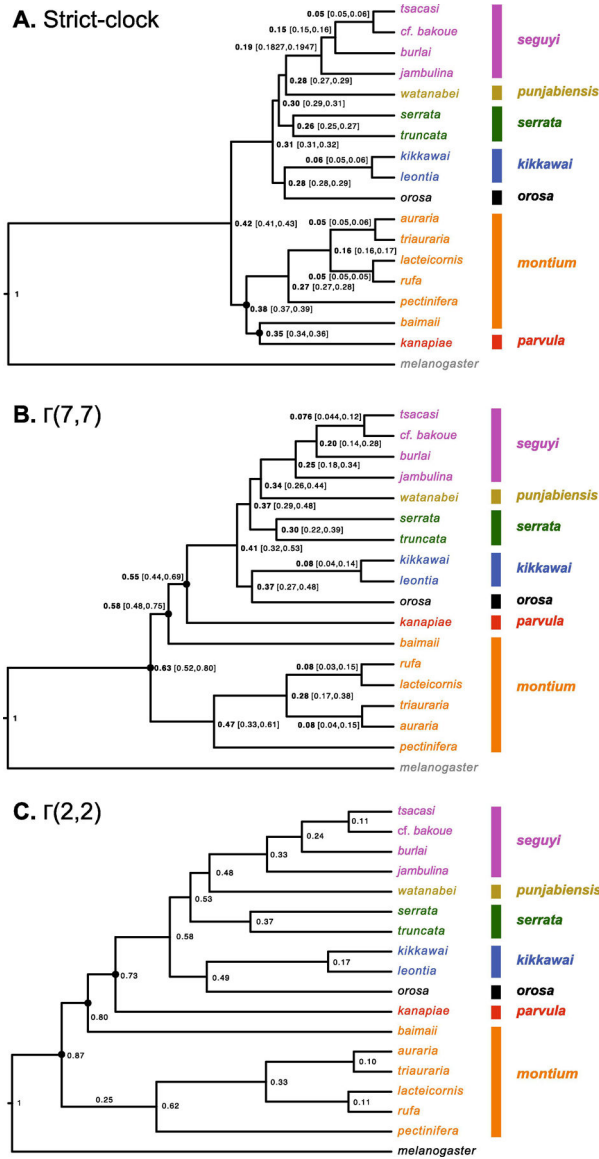 A. Strict-clock
0.05 [0.05,0.06]
tsacasi
0.15 [0.15,0.16]
cf. bakoue
seguyi
0.19 [0.1827,0.1947]
burlai
0.28 [0.27,0.29]
jambulina
0.30 [0.29,0.31]
watanabei
punjabiensis
0.26 [0.25,0.27]
serrata
serrata
0.31 [0.31,0.32]
truncata
0.06 [0.05,0.06]
kikkawai
kikkawai
0.28 [0.28,0.29]
leontia
orosa
orosa
0.42 [0.41,0.43]
0.05 [0.05,0.06]
auraria
triauraria
0.16 [0.16,0.17]
lacteicornis
montium
0.05 [0.05,0.05]
rufa
0.27 [0.27,0.28]
pectinifera
0.38 [0.37,0.39]
baimaii
0.35 [0.34,0.36]
kanapiae
parvula
1
melanogaster
B. Γ(7,7)
0.076 [0.044,0.12]
tsacasi
0.20 [0.14,0.28]
cf. bakoue
seguyi
0.25 [0.18,0.34]
burlai
0.34 [0.26,0.44]
jambulina
0.37 [0.29,0.48]
watanabei
punjabiensis
0.30 [0.22,0.39]
serrata
serrata
0.41 [0.32,0.53]
truncata
0.08 [0.04,0.14]
kikkawai
kikkawai
0.55 [0.44,0.69]
0.37 [0.27,0.48]
leontia
0.58 [0.48,0.75]
orosa
orosa
kanapiae
parvula
baimaii
0.63 [0.52,0.80]
0.08 [0.03,0.15]
rufa
0.28 [0.17,0.38]
lacteicornis
montium
0.08 [0.04,0.15]
triauraria
0.47 [0.33,0.61]
auraria
pectinifera
1
melanogaster
C. Γ(2,2)
0.11
tsacasi
0.24
cf. bakoue
seguyi
0.33
burlai
0.48
jambulina
0.53
watanabei
punjabiensis
0.37
serrata
serrata
0.58
truncata
0.17
kikkawai
kikkawai
0.49
leontia
0.73
orosa
orosa
kanapiae
parvula
0.80
baimaii
0.87
0.10
auraria
0.33
triauraria
montium
0.25
0.11
lacteicornis
0.62
rufa
1
pectinifera
melanogaster